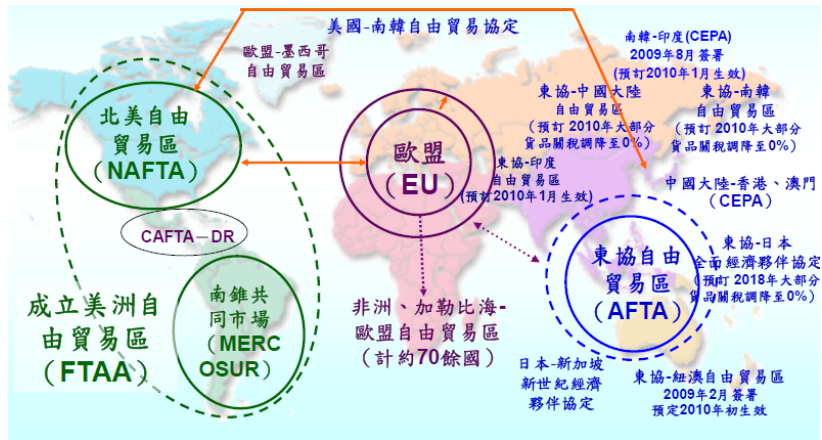 美國-南韓自由貿易協定
歐盟-墨西哥
自由貿易區
南韓-印度(CEPA)
2009年8月簽署
(預訂2010年1月生效)
東協-中國大陸
自由貿易區
(預訂 2010年大部分
貨品關稅調降至0%)
東協-南韓
自由貿易區
(預訂 2010年大部分
貨品關稅調降至0%)
北美自由
貿易區
(NAFTA)
歐盟
(EU)
東協-印度
自由貿易區
(預訂2010年1月生效)
中國大陸-香港、澳門
(CEPA)
CAFTA－DR
東協自由
貿易區
(AFTA)
東協-日本
全面經濟夥伴協定
(預訂 2018年大部分
貨品關稅調降至0%)
成立美洲自
由貿易區
(FTAA)
南錐共
同市場
(MERC
OSUR)
非洲、加勒比海-
歐盟自由貿易區
(計約70餘國)
日本-新加坡
新世紀經濟
夥伴協定
東協-紐澳自由貿易區
2009年2月簽署
預定2010年初生效